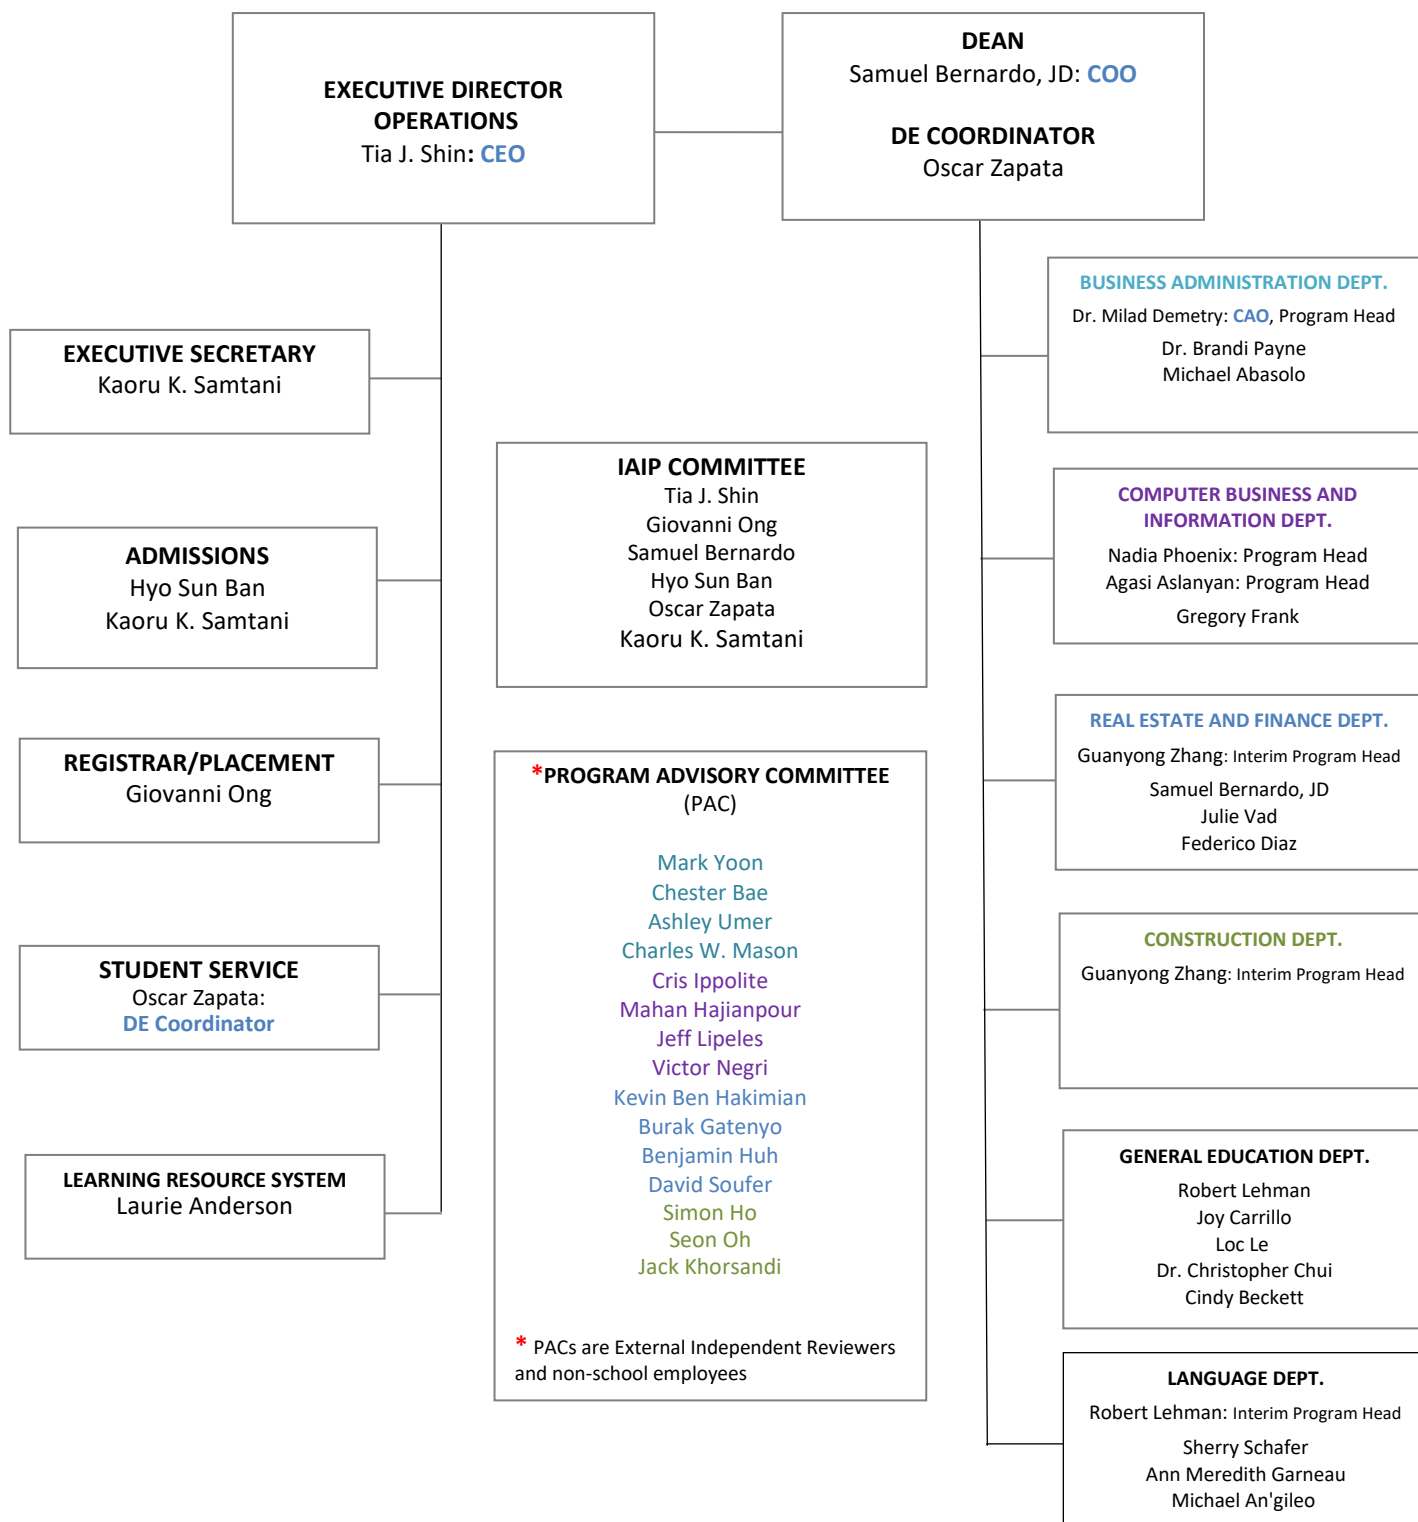 EXECUTIVE DIRECTOR
OPERATIONS
Tia J. Shin: CEO
DEAN
Samuel Bernardo, JD: COO
DE COORDINATOR
Oscar Zapata
EXECUTIVE SECRETARY
Kaoru K. Samtani
ADMISSIONS
Hyo Sun Ban
Kaoru K. Samtani
REGISTRAR/PLACEMENT
Giovanni Ong
STUDENT SERVICE
Oscar Zapata:
DE Coordinator
LEARNING RESOURCE SYSTEM
Laurie Anderson
IAIP COMMITTEE
Tia J. Shin
Giovanni Ong
Samuel Bernardo
Hyo Sun Ban
Oscar Zapata
Kaoru K. Samtani
*PROGRAM ADVISORY COMMITTEE
(PAC)
Mark Yoon
Chester Bae
Ashley Umer
Charles W. Mason
Cris Ippolite
Mahan Hajianpour
Jeff Lipeles
Victor Negri
Kevin Ben Hakimian
Burak Gatenyo
Benjamin Huh
David Soufer
Simon Ho
Seon Oh
Jack Khorsandi
* PACs are External Independent Reviewers
and non-school employees
BUSINESS ADMINISTRATION DEPT.
Dr. Milad Demetry: CAO, Program Head
Dr. Brandi Payne
Michael Abasolo
COMPUTER BUSINESS AND
INFORMATION DEPT.
Nadia Phoenix: Program Head
Agasi Aslanyan: Program Head
Gregory Frank
REAL ESTATE AND FINANCE DEPT.
Guanyong Zhang: Interim Program Head
Samuel Bernardo, JD
Julie Vad
Federico Diaz
CONSTRUCTION DEPT.
Guanyong Zhang: Interim Program Head
GENERAL EDUCATION DEPT.
Robert Lehman
Joy Carrillo
Loc Le
Dr. Christopher Chui
Cindy Beckett
LANGUAGE DEPT.
Robert Lehman: Interim Program Head
Sherry Schafer
Ann Meredith Garneau
Michael An'gileo